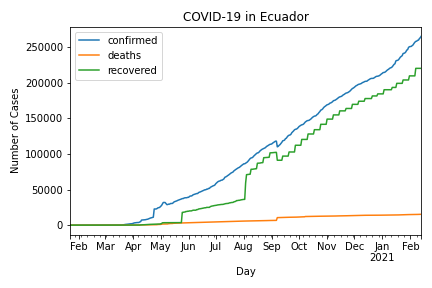 COVID-19 in Ecuador
confirmed
deaths
recovered
Number of Cases
250000
200000
150000
100000
50000
0
Feb Mar Apr May Jun Jul Aug Sep Oct Nov Dec Jan Feb
2021
Day